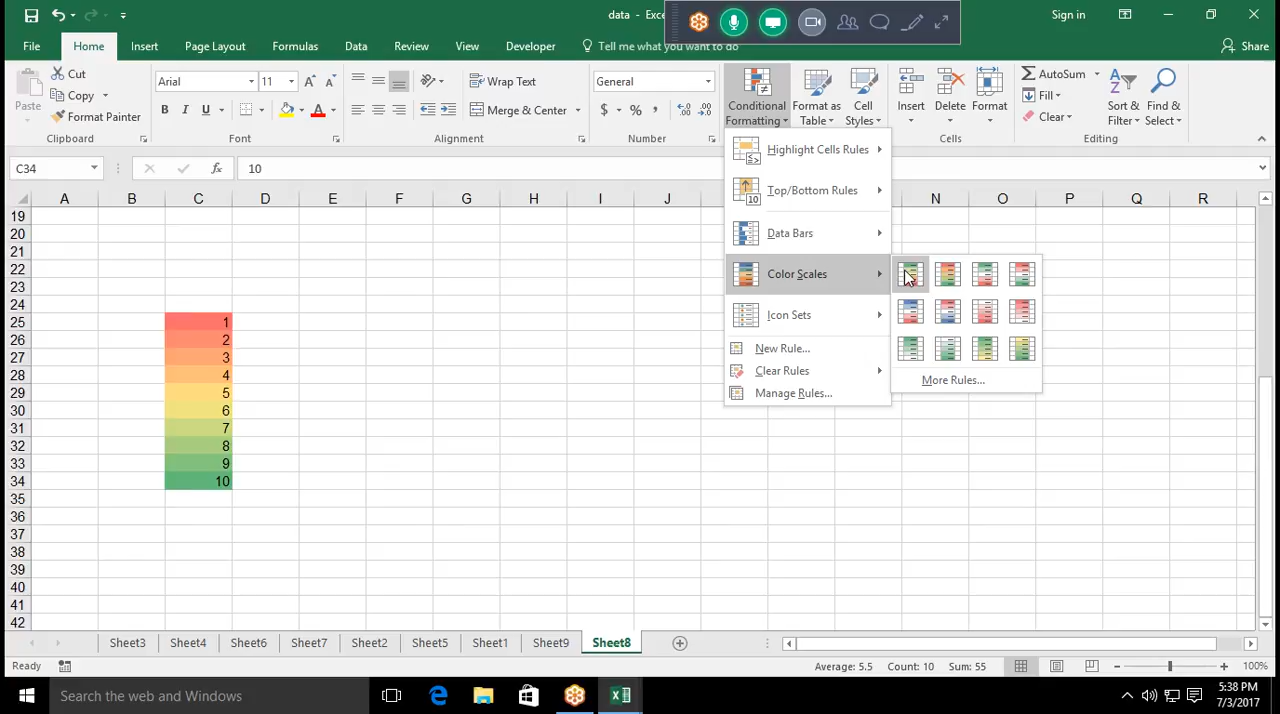 data - Exce
Sign in
File Home Insert Page Layout Formulas Data Review View Developer Tell me what you want to do Share
Paste Cut Copy Format Painter Clipboard
Arial 11 B I U A Font
Wrap Text Merge & Center Alignment
General $ % , Number
Conditional Formatting Format as Table Cell Styles
Insert Delete Format Cells
AutoSum Fill Clear Sort & Filter Find & Select Editing
C34 fx 10
A B C D E F G H I J N O P Q R
19
20
21
22
23
24
25 1
26 2
27 3
28 4
29 5
30 6
31 7
32 8
33 9
34 10
35
36
37
38
39
40
41
42
Highlight Cells Rules
Top/Bottom Rules
Data Bars
Color Scales
Icon Sets
New Rule...
Clear Rules
Manage Rules...
More Rules...
Sheet3 Sheet4 Sheet6 Sheet7 Sheet2 Sheet5 Sheet1 Sheet9 Sheet8
Ready Average: 5.5 Count: 10 Sum: 55 100%
Search the web and Windows
5:38 PM
7/3/2017